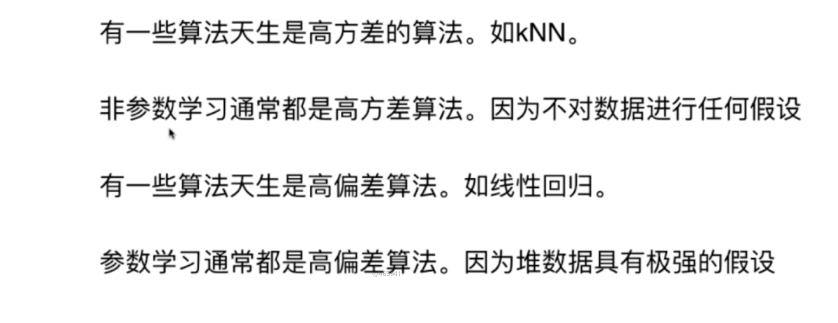 有一些算法天生是高方差的算法。如kNN。
非参数学习通常都是高方差算法。因为不对数据进行任何假设
有一些算法天生是高偏差算法。如线性回归。
参数学习通常都是高偏差算法。因为堆数据具有极强的假设